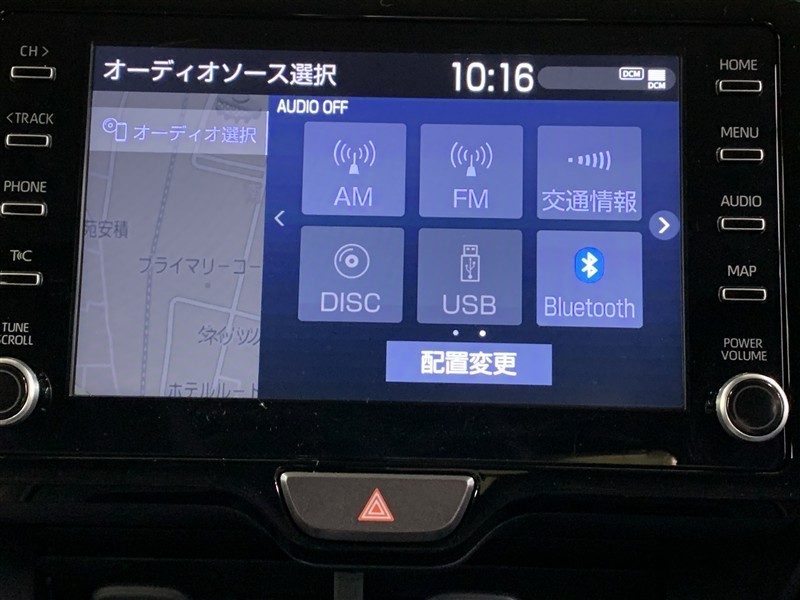 CH >
< TRACK
PHONE
TUNE
SCROLL
オーディオソース選択
10:16
DCM
DCM
AUDIO OFF
オーディオ選択
苑安積
プライマリーコー
ネッツ
ホテルルート
AM
FM
交通情報
DISC
USB
Bluetooth
配置変更
HOME
MENU
AUDIO
MAP
POWER
VOLUME